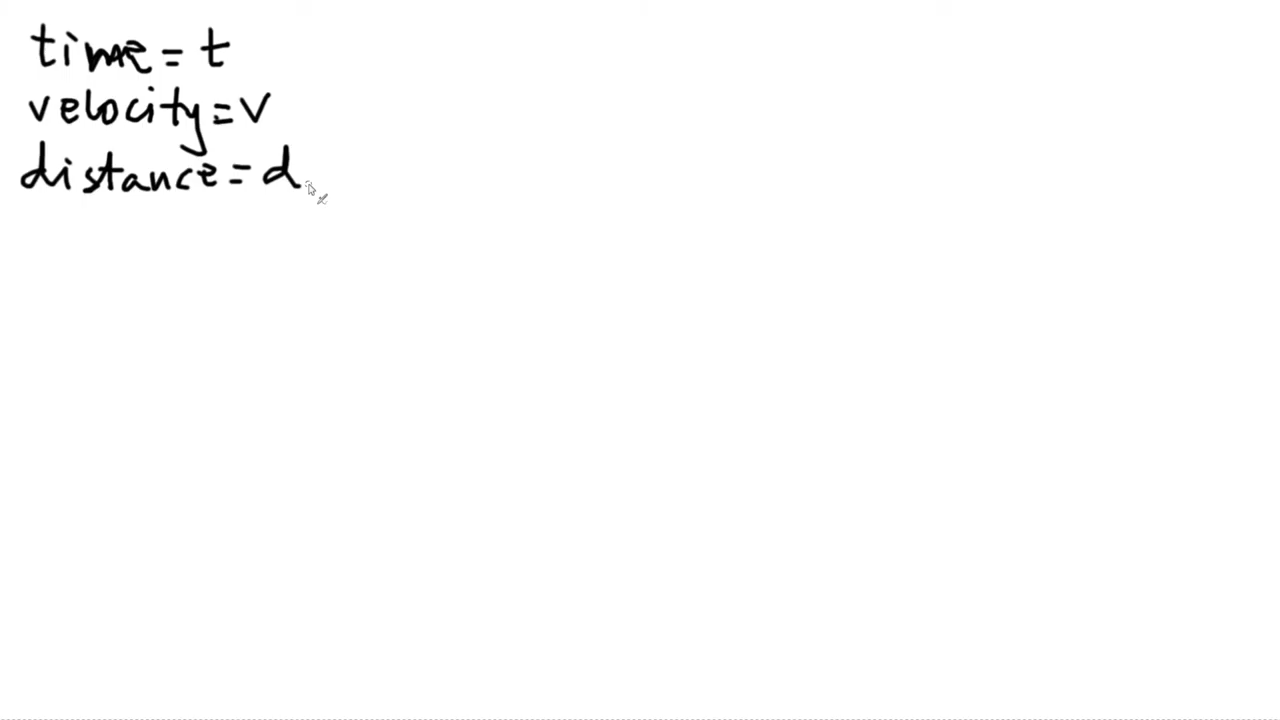 time = t
velocity = v
distance = d